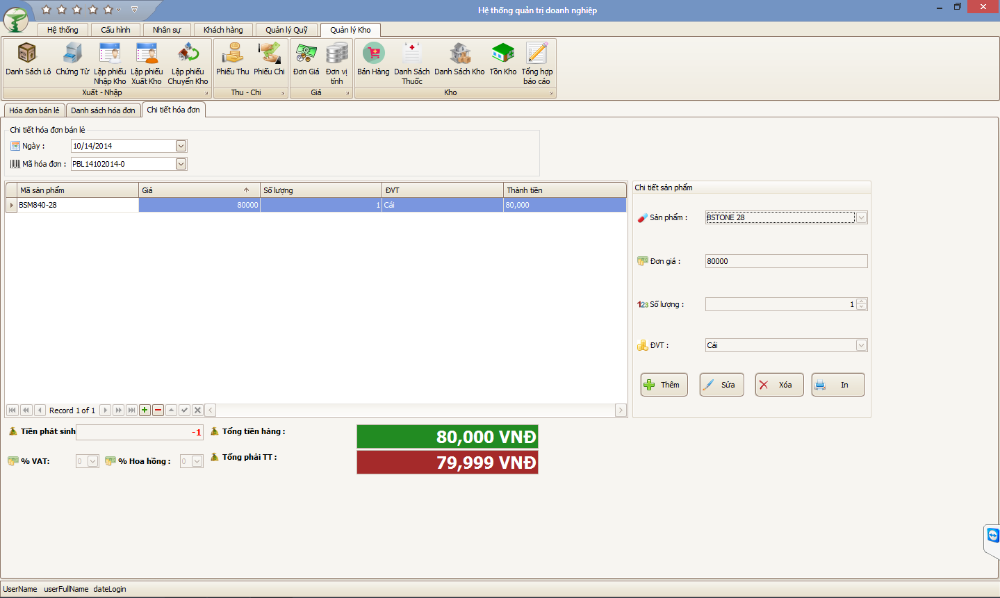 Hệ thống quản trị doanh nghiệp
Hệ thống
Cấu hình
Nhân sự
Khách hàng
Quản lý Quỹ
Quản lý Kho
Danh Sách Lô
Chứng Từ
Lập phiếu
Nhập Kho
Lập phiếu
Xuất Kho
Lập phiếu
Chuyển Kho
Phiếu Thu
Phiếu Chi
Đơn Giá
Đơn vị
tính
Bán Hàng
Danh Sách
Thuốc
Danh Sách Kho
Tồn Kho
Tổng hợp
báo cáo
Xuất - Nhập
Thu - Chi
Giá
Kho
Hóa đơn bán lẻ
Danh sách hóa đơn
Chi tiết hóa đơn
Chi tiết hóa đơn bán lẻ
Ngày :
10/14/2014
Mã hóa đơn :
PBL14102014-0
Mã sản phẩm
Giá
Số lượng
ĐVT
Thành tiền
BSM840-28
80000
1
Cái
80,000
Record 1 of 1
Chi tiết sản phẩm
Sản phẩm :
BSTONE 28
Đơn giá :
80000
123
Số lượng :
1
ĐVT :
Cái
Thêm
Sửa
Xóa
In
Tiền phát sinh
-1
Tổng tiền hàng :
80,000 VNĐ
% VAT:
0
% Hoa hồng :
0
Tổng phải TT :
79,999 VNĐ
UserName
userFullName
dateLogin